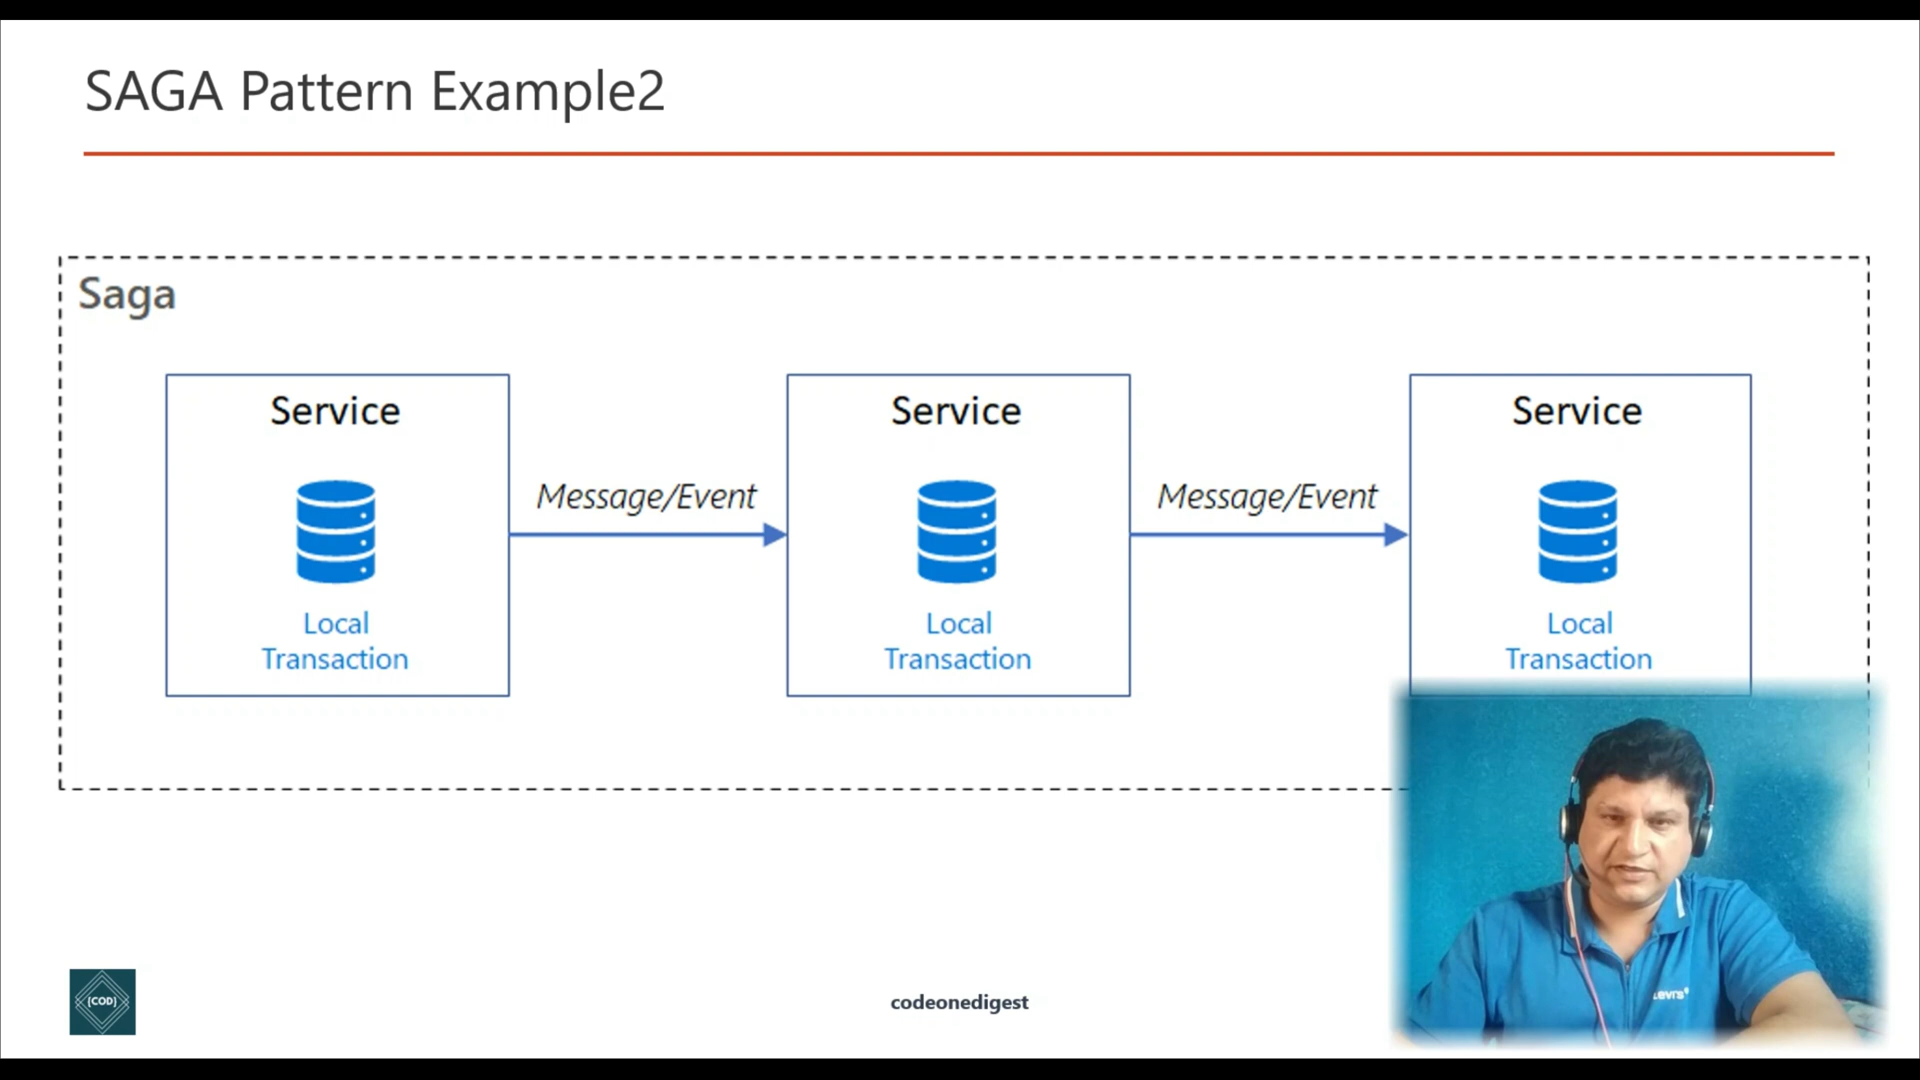 SAGA Pattern Example2
Saga
Service
Local
Transaction
Message/Event
Service
Local
Transaction
Message/Event
Service
Local
Transaction
{COD}
codeonedigest
Levi's®